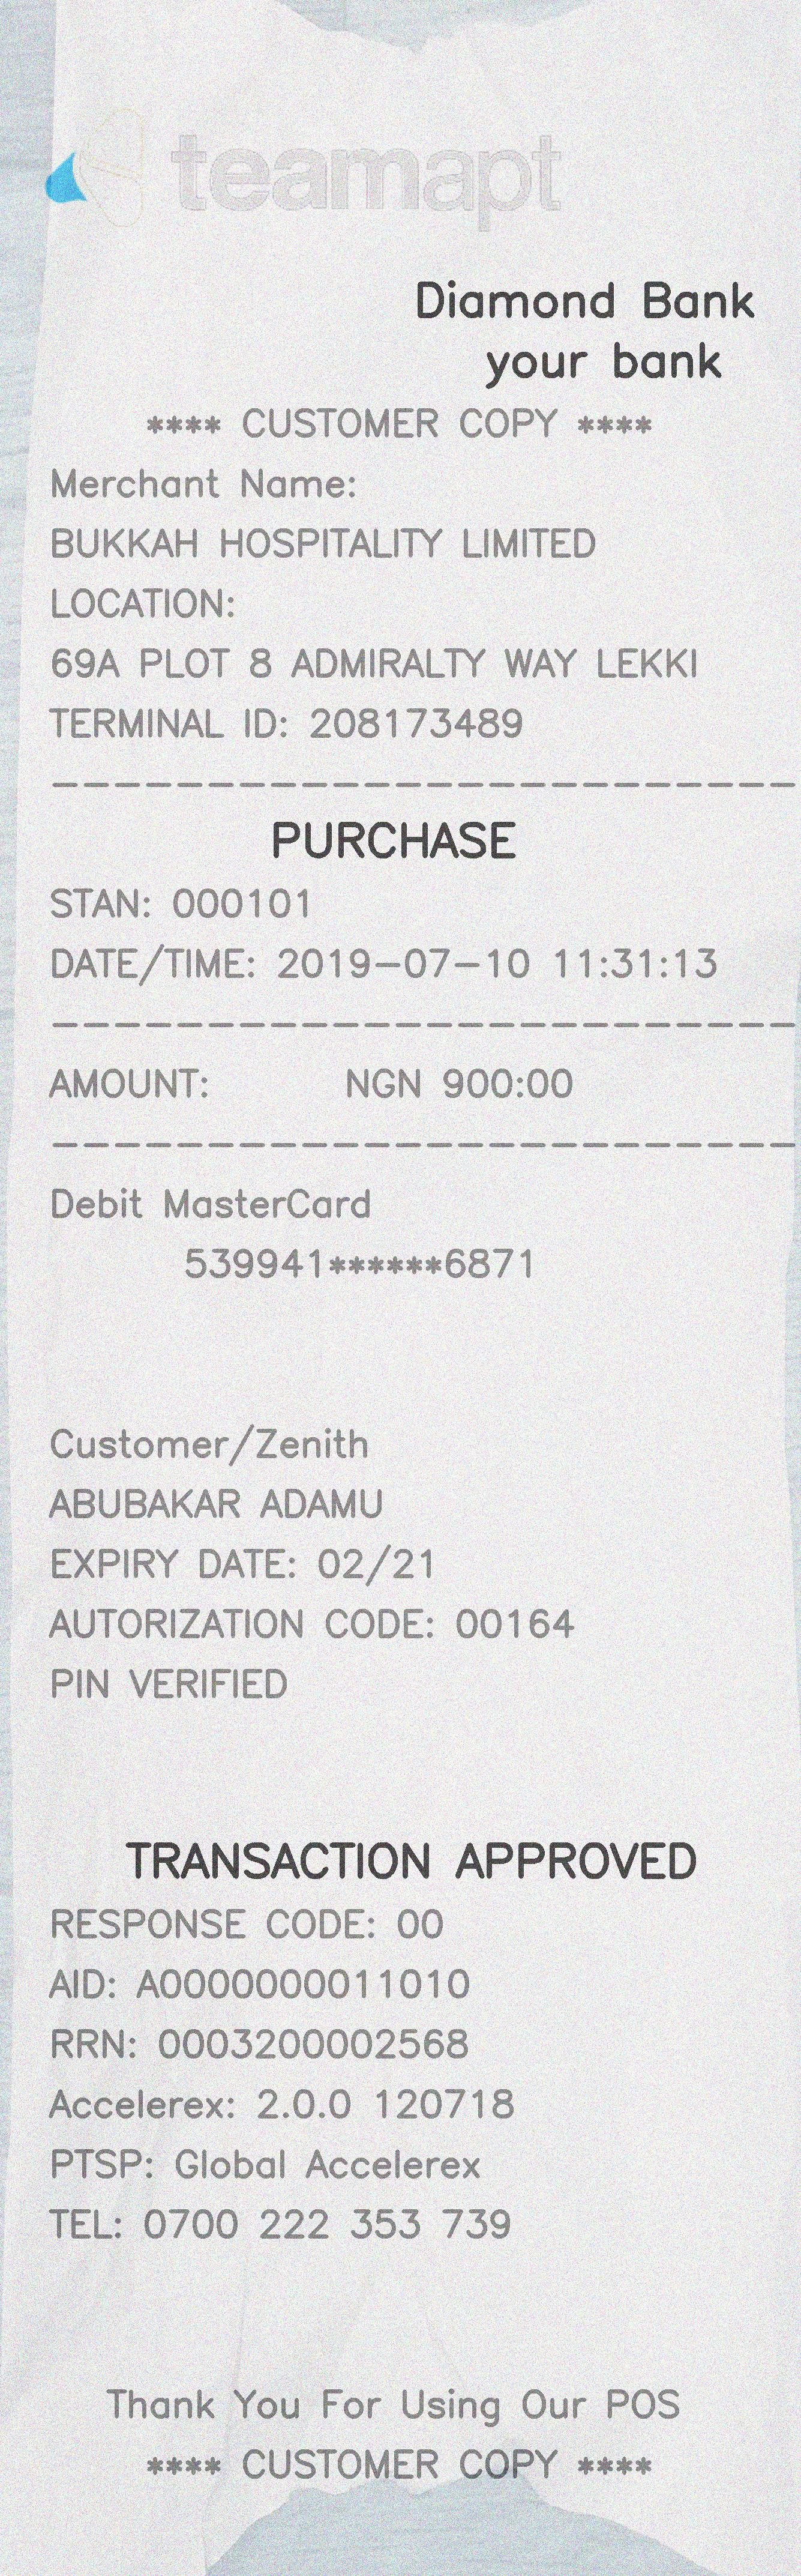 teamapt
Diamond Bank
your bank
**** CUSTOMER COPY ****
Merchant Name:
BUKKAH HOSPITALITY LIMITED
LOCATION:
69A PLOT 8 ADMIRALTY WAY LEKKI
TERMINAL ID: 208173489
------------------------
PURCHASE
STAN: 000101
DATE/TIME: 2019-07-10 11:31:13
------------------------
AMOUNT: NGN 900:00
------------------------
Debit MasterCard
539941******6871
Customer/Zenith
ABUBAKAR ADAMU
EXPIRY DATE: 02/21
AUTORIZATION CODE: 00164
PIN VERIFIED
TRANSACTION APPROVED
RESPONSE CODE: 00
AID: A0000000011010
RRN: 0003200002568
Accelerex: 2.0.0 120718
PTSP: Global Accelerex
TEL: 0700 222 353 739
Thank You For Using Our POS
**** CUSTOMER COPY ****